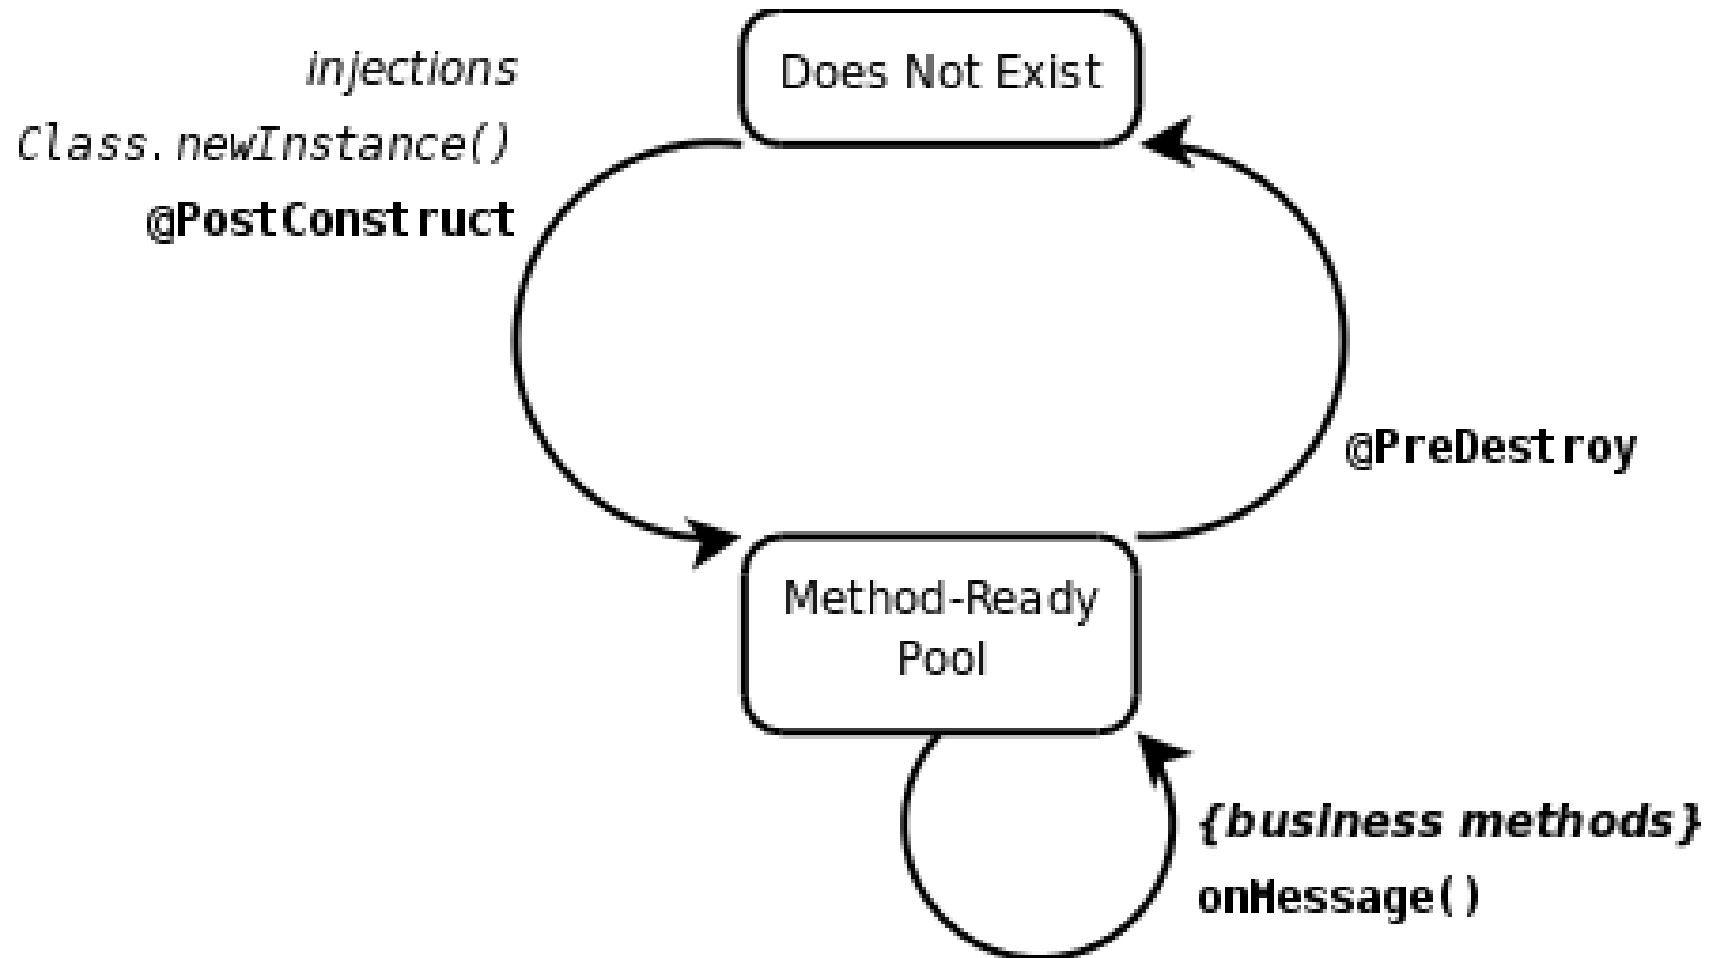 Does Not Exist
injections
Class.newInstance()
@PostConstruct
@PreDestroy
Method-Ready
Pool
{business methods}
onMessage()